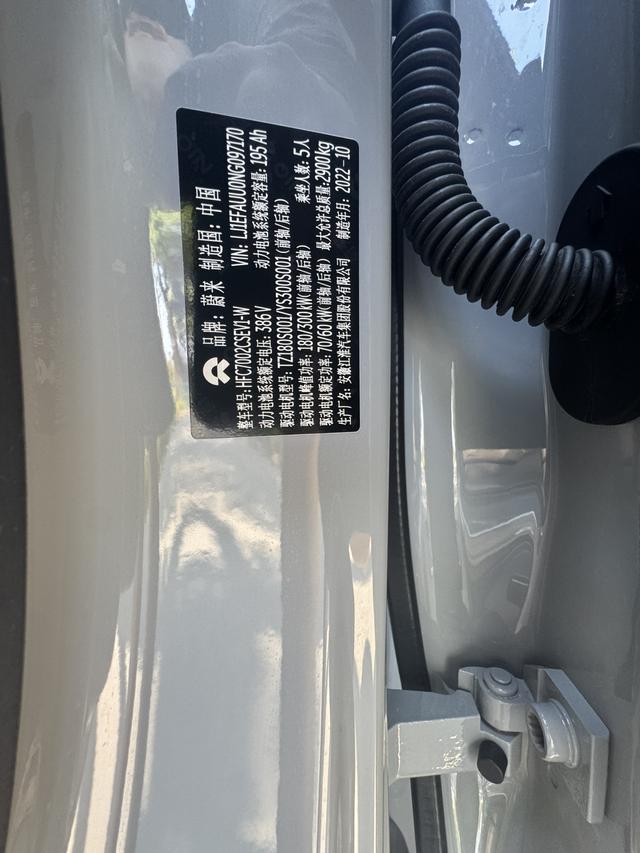 品牌: 蔚来 制造国: 中国
整车型号: HFC7002CSEV1-W VIN: LJ1EFAUU0NG097170
动力电池系统额定电压: 386V 动力电池系统额定容量: 195Ah
驱动电机型号: TZ180S001/YS300S001(前轴/后轴)
驱动电机峰值功率: 180/300kW(前轴/后轴) 乘坐人数: 5人
驱动电机额定功率: 70/60kW(前轴/后轴) 最大允许总质量: 2900kg
生产厂名: 安徽江淮汽车集团股份有限公司 制造年月: 2022-10